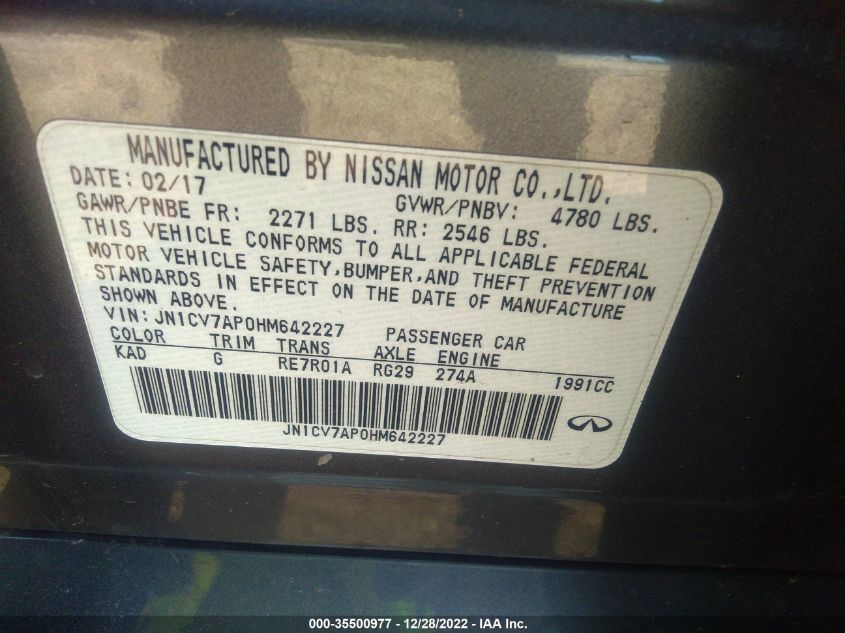 MANUFACTURED BY NISSAN MOTOR CO.,LTD.
DATE: 02/17 GVWR/PNBV: 4780 LBS.
GAWR/PNBE FR: 2271 LBS. RR: 2546 LBS.
THIS VEHICLE CONFORMS TO ALL APPLICABLE FEDERAL
MOTOR VEHICLE SAFETY,BUMPER,AND THEFT PREVENTION
STANDARDS IN EFFECT ON THE DATE OF MANUFACTURE
SHOWN ABOVE.
VIN: JN1CV7AP0HM642227 PASSENGER CAR
COLOR TRIM TRANS AXLE ENGINE
KAD G RE7R01A RG29 274A 1991CC
JN1CV7AP0HM642227
000-35500977 - 12/28/2022 - IAA Inc.